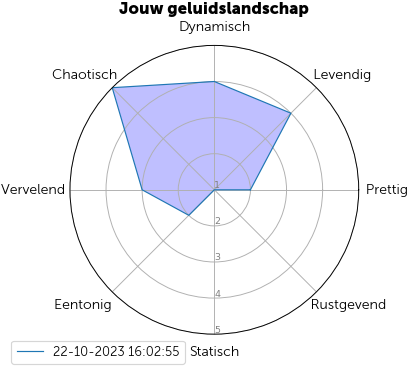 Jouw geluidslandschap
Dynamisch
Chaotisch
Levendig
Vervelend
1
Prettig
2
3
4
Eentonig
Rustgevend
5
22-10-2023 16:02:55
Statisch